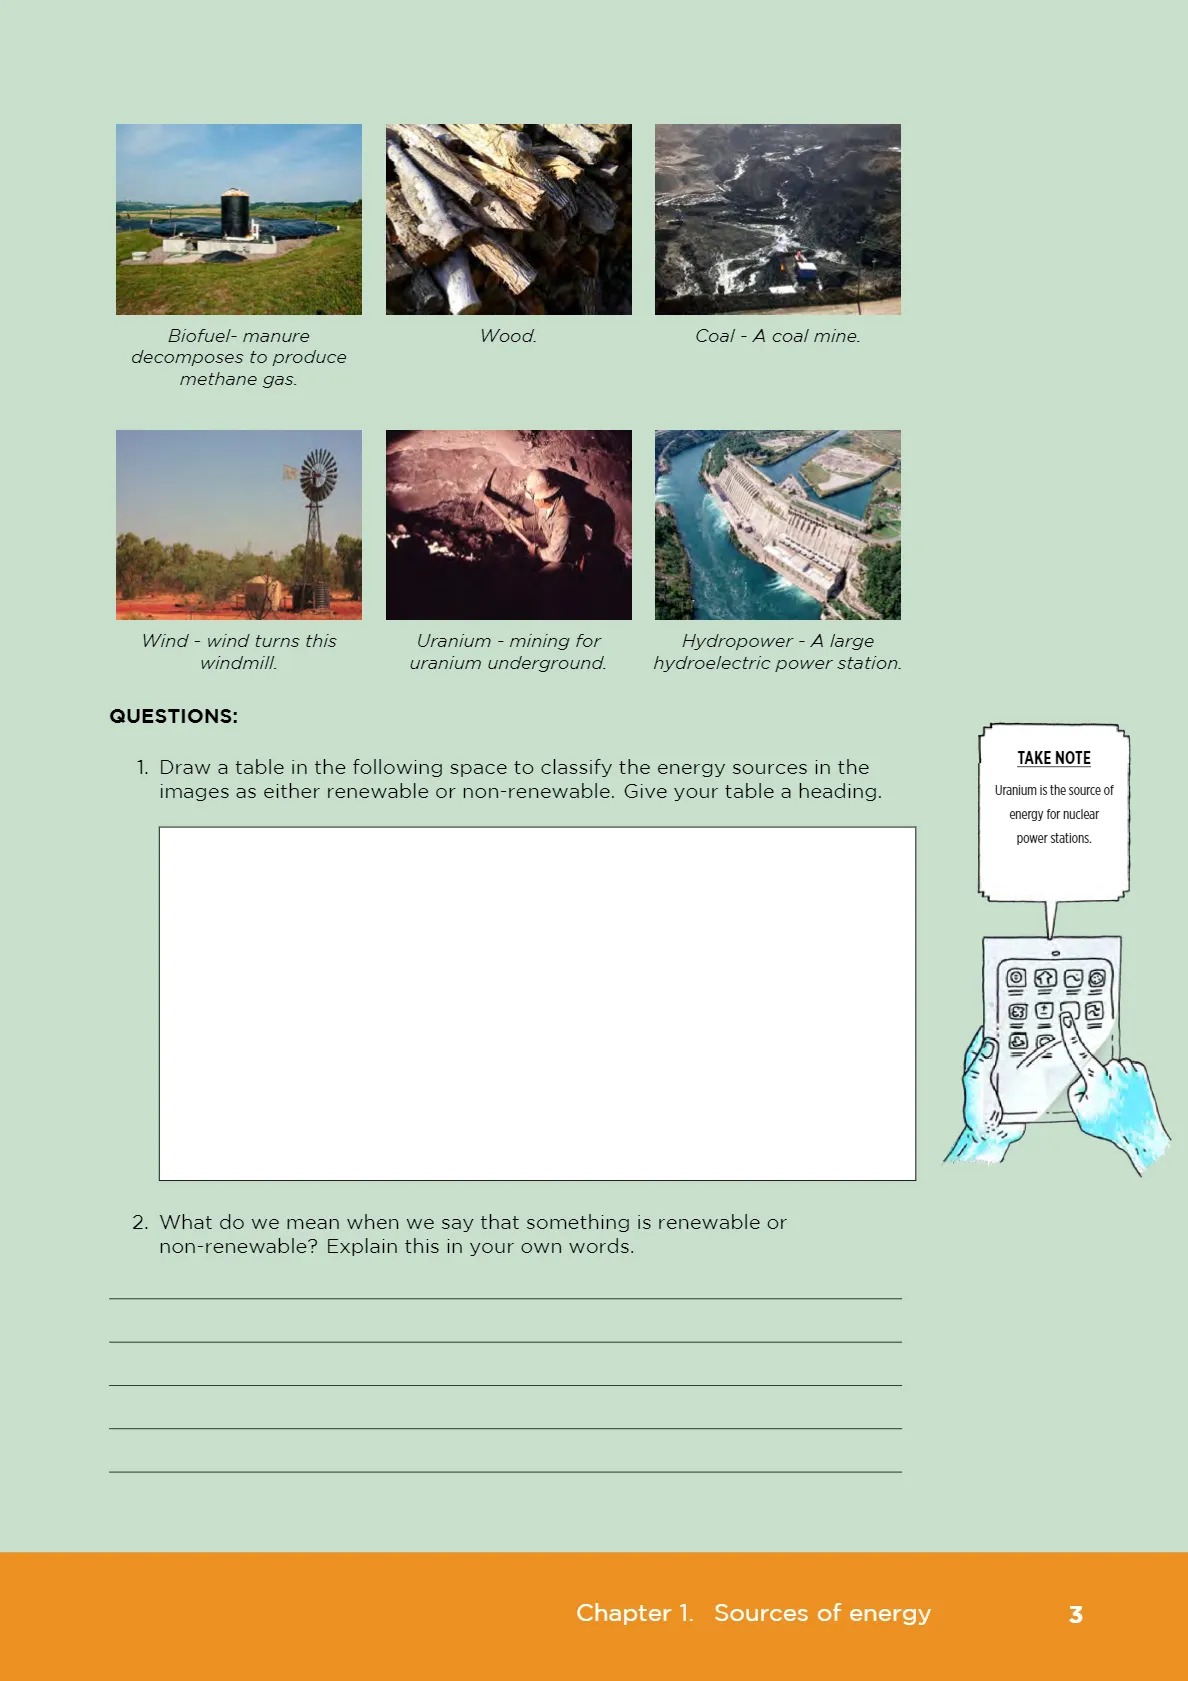 Biofuel- manure
decomposes to produce
methane gas.
Wood.
Coal - A coal mine.
Wind - wind turns this
windmill.
Uranium - mining for
uranium underground.
Hydropower - A large
hydroelectric power station.
QUESTIONS:
1. Draw a table in the following space to classify the energy sources in the
images as either renewable or non-renewable. Give your table a heading.
TAKE NOTE
Uranium is the source of
energy for nuclear
power stations.
2. What do we mean when we say that something is renewable or
non-renewable? Explain this in your own words.
Chapter 1. Sources of energy 3